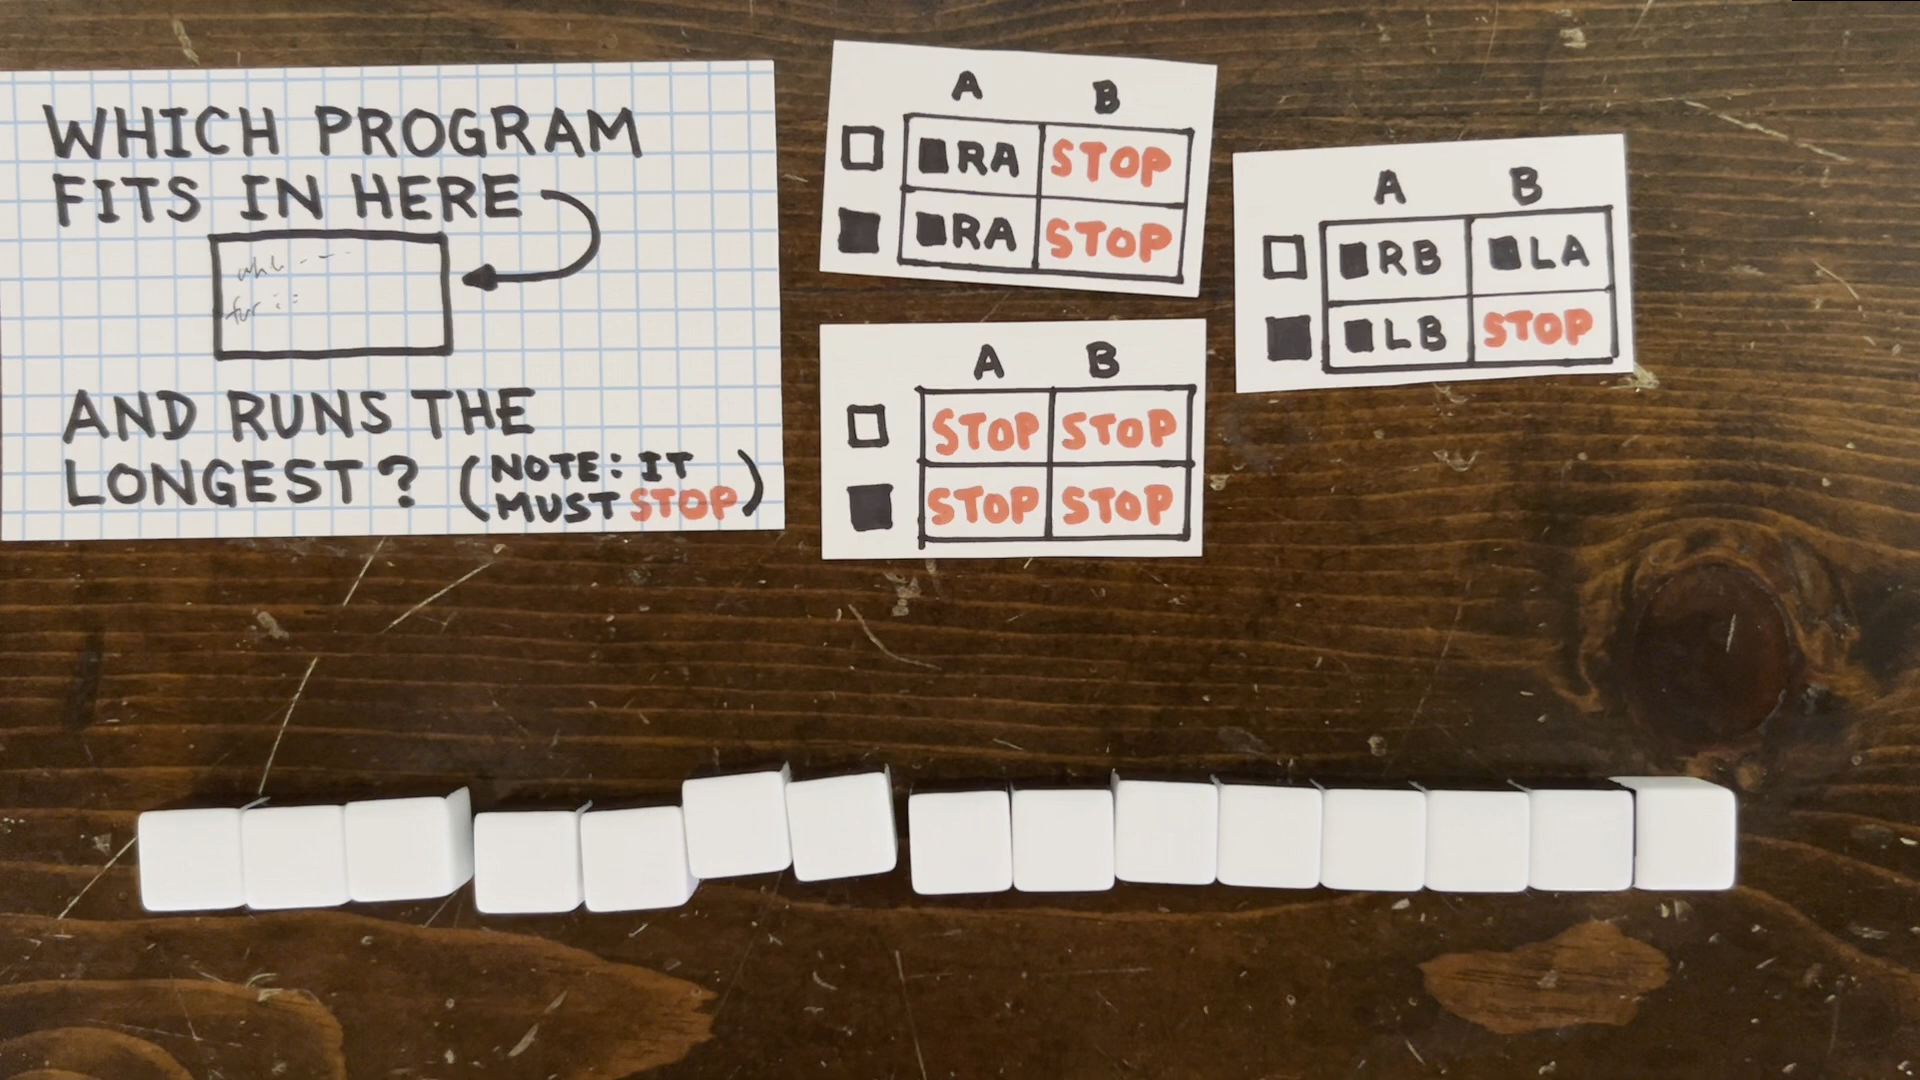 WHICH PROGRAM
FITS IN HERE
AND RUNS THE
LONGEST? (NOTE: IT
MUST STOP)
A B
■RA STOP
■RA STOP
A B
STOP STOP
STOP STOP
A B
■RB ■LA
■LB STOP